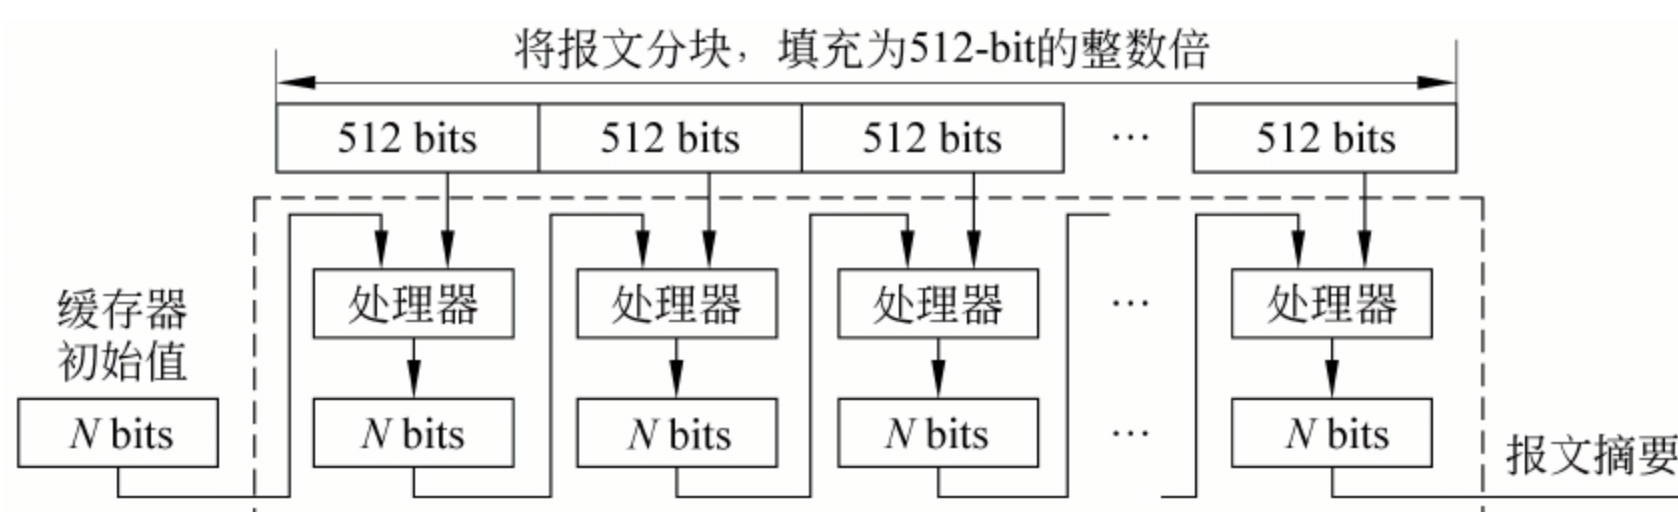 将报文分块，填充为512-bit的整数倍
512 bits 512 bits 512 bits … 512 bits
缓存器
初始值
处理器 处理器 处理器 … 处理器
N bits N bits N bits N bits … N bits
报文摘要